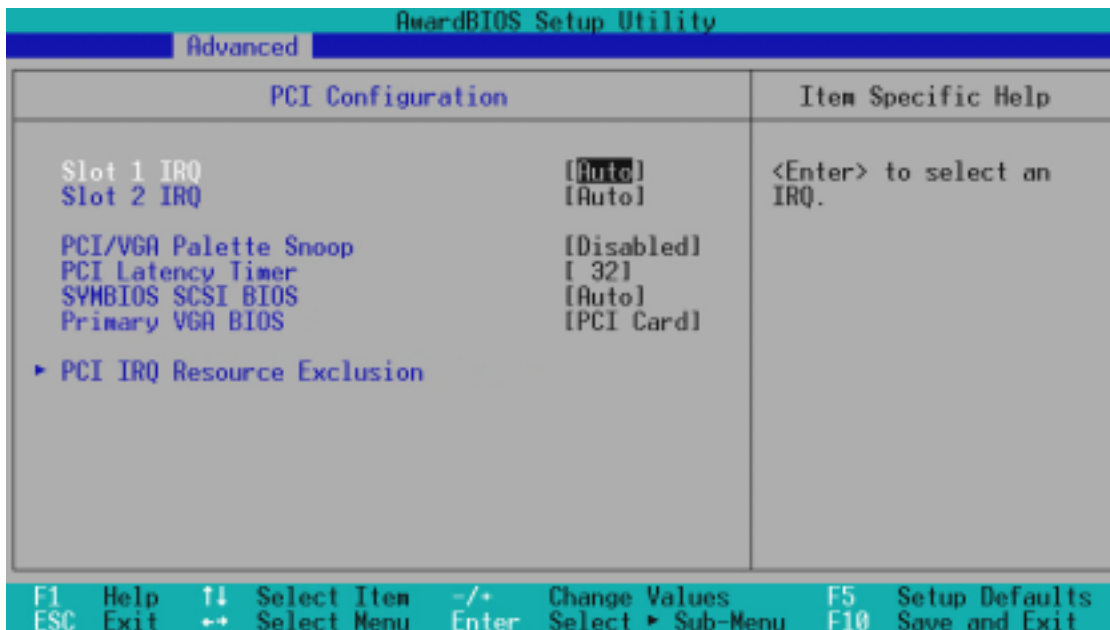 AwardBIOS Setup Utility
Advanced
PCI Configuration
Item Specific Help
Slot 1 IRQ [Auto]
Slot 2 IRQ [Auto]
PCI/VGA Palette Snoop [Disabled]
PCI Latency Timer [ 32]
SYMBIOS SCSI BIOS [Auto]
Primary VGA BIOS [PCI Card]
▸ PCI IRQ Resource Exclusion
<Enter> to select an
IRQ.
F1 Help ↑↓ Select Item -/+ Change Values F5 Setup Defaults
ESC Exit ←→ Select Menu Enter Select ▸ Sub-Menu F10 Save and Exit